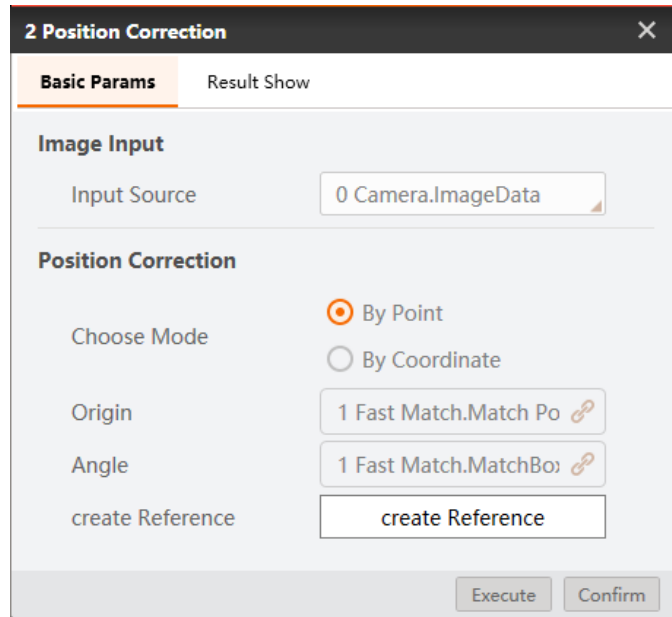 2 Position Correction
Basic Params Result Show
Image Input
Input Source 0 Camera.ImageData
Position Correction
Choose Mode
By Point
By Coordinate
Origin 1 Fast Match.Match Po
Angle 1 Fast Match.MatchBox
create Reference create Reference
Execute Confirm